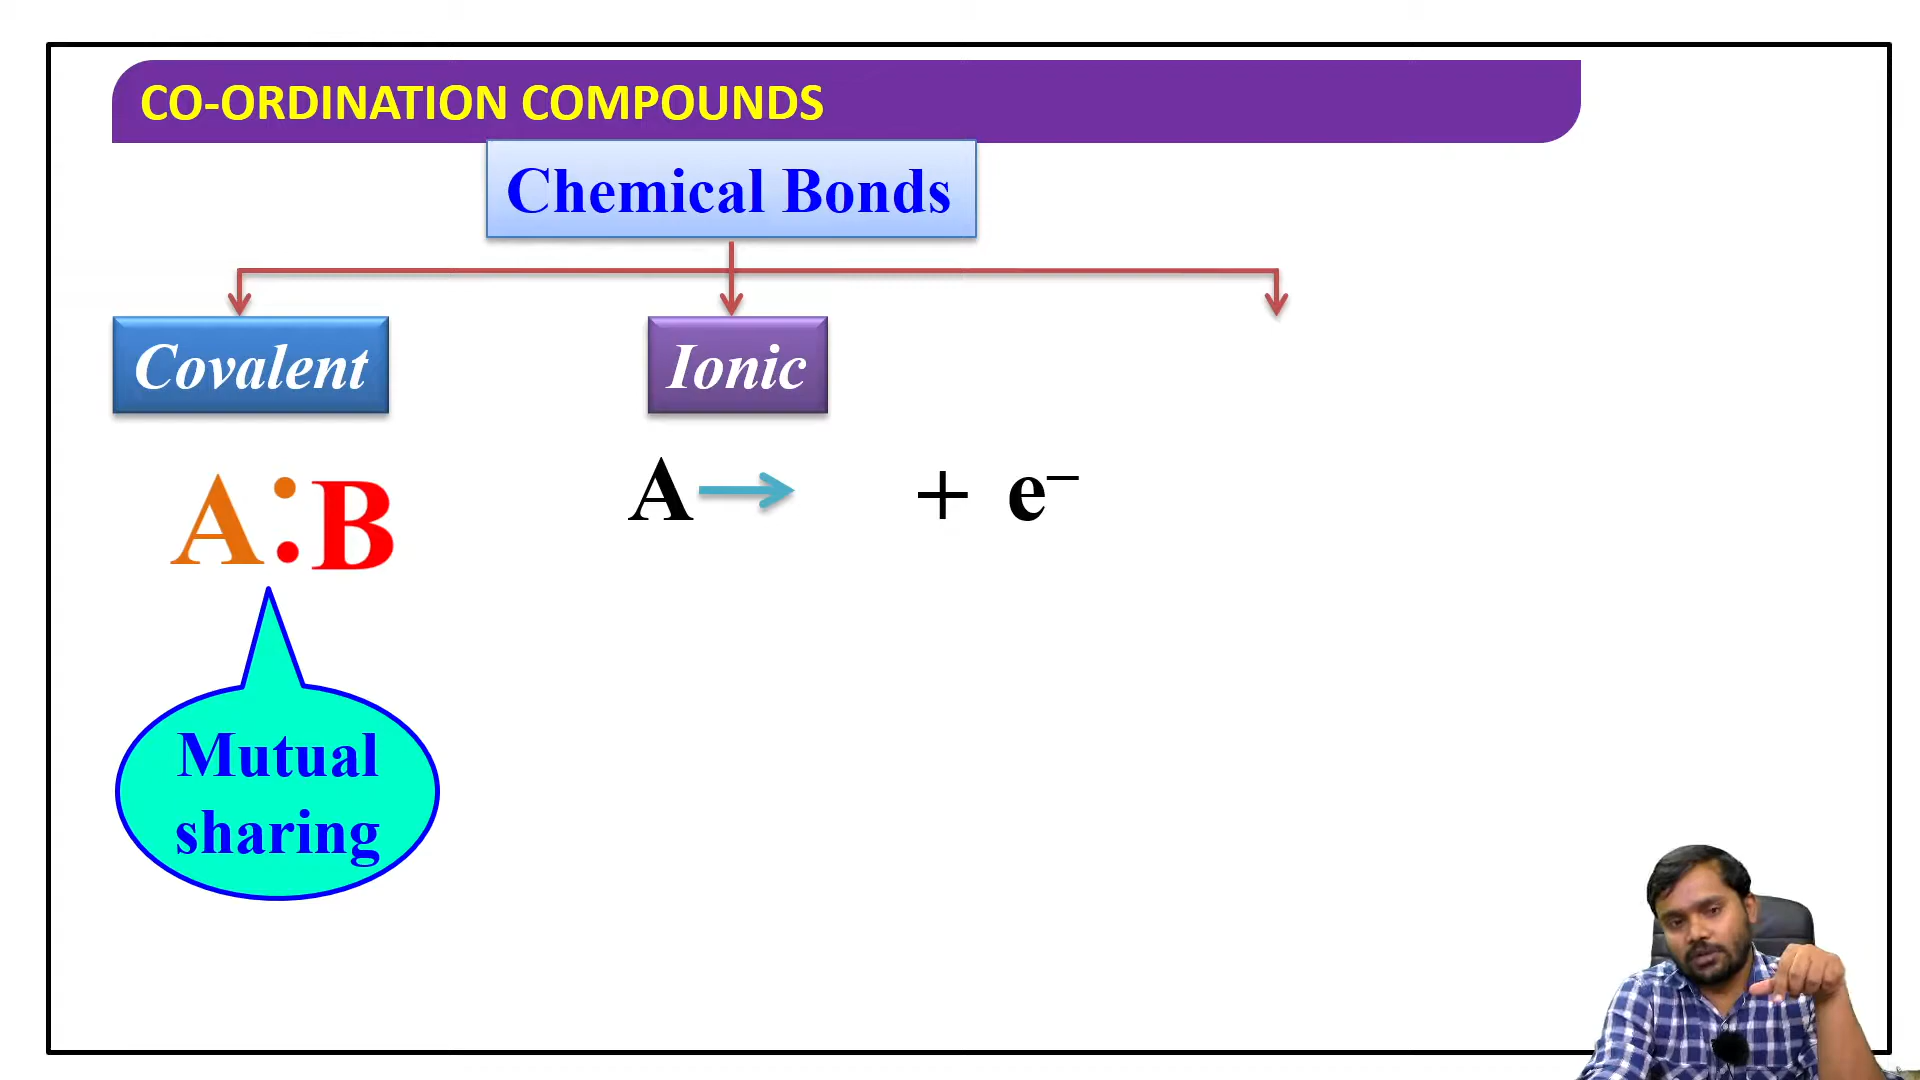 CO-ORDINATION COMPOUNDS
Chemical Bonds
Covalent
Ionic
A:B
A → + e⁻
Mutual
sharing